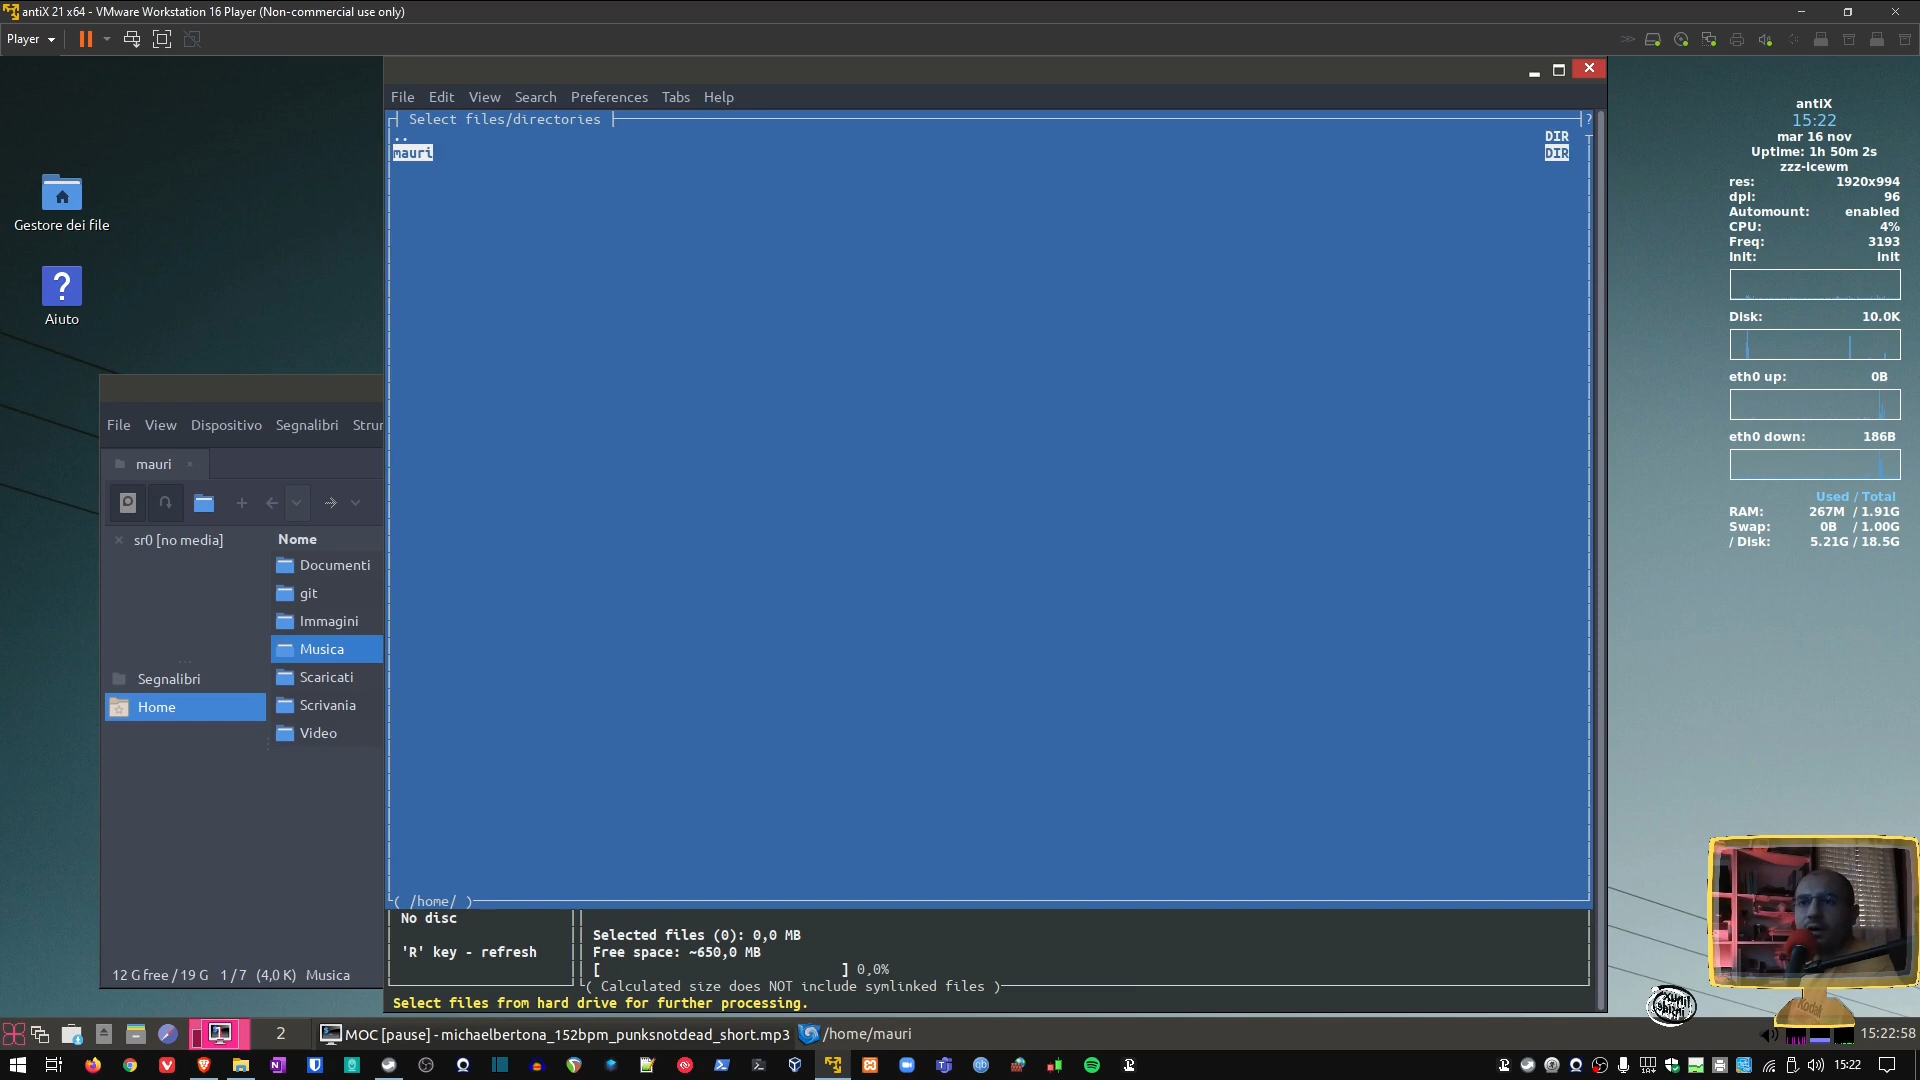 antiX 21 x64 - VMware Workstation 16 Player (Non-commercial use only)
Player
File Edit View Search Preferences Tabs Help
Select files/directories
?
.. DIR
mauri DIR
( /home/ )
No disc
'R' key - refresh
Selected files (0): 0,0 MB
Free space: ~650,0 MB
[ ] 0,0%
( Calculated size does NOT include symlinked files )
Select files from hard drive for further processing.
Gestore dei file
?
Aiuto
File View Dispositivo Segnalibri Strur
mauri
sr0 [no media]
Segnalibri
Home
Nome
Documenti
git
Immagini
Musica
Scaricati
Scrivania
Video
12 G free / 19 G 1 / 7 (4,0 K) Musica
antiX
15:22
mar 16 nov
Uptime: 1h 50m 2s
zzz-icewm
res: 1920x994
dpi: 96
Automount: enabled
CPU: 4%
Freq: 3193
Init: init
Disk: 10.0K
eth0 up: 0B
eth0 down: 186B
Used / Total
RAM: 267M / 1.91G
Swap: 0B / 1.00G
/ Disk: 5.21G / 18.5G
Kodal
1 2 MOC [pause] - michaelbertona_152bpm_punksnotdead_short.mp3 /home/mauri 15:22:58
15:22